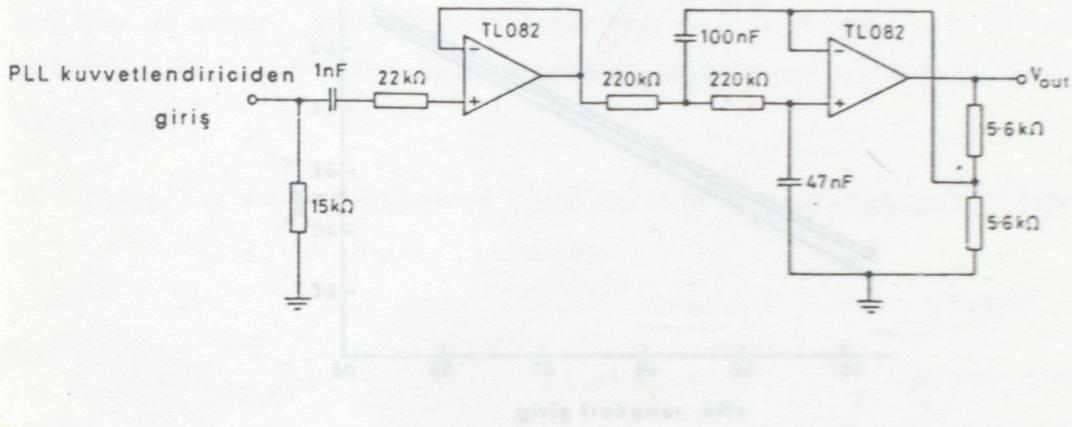 PLL kuvvetlendiriciden
giriş
1nF
22kΩ
15kΩ
TL082
220kΩ
100nF
220kΩ
47nF
TL082
Vout
5·6kΩ
5·6kΩ
giriş frekansı, kHz